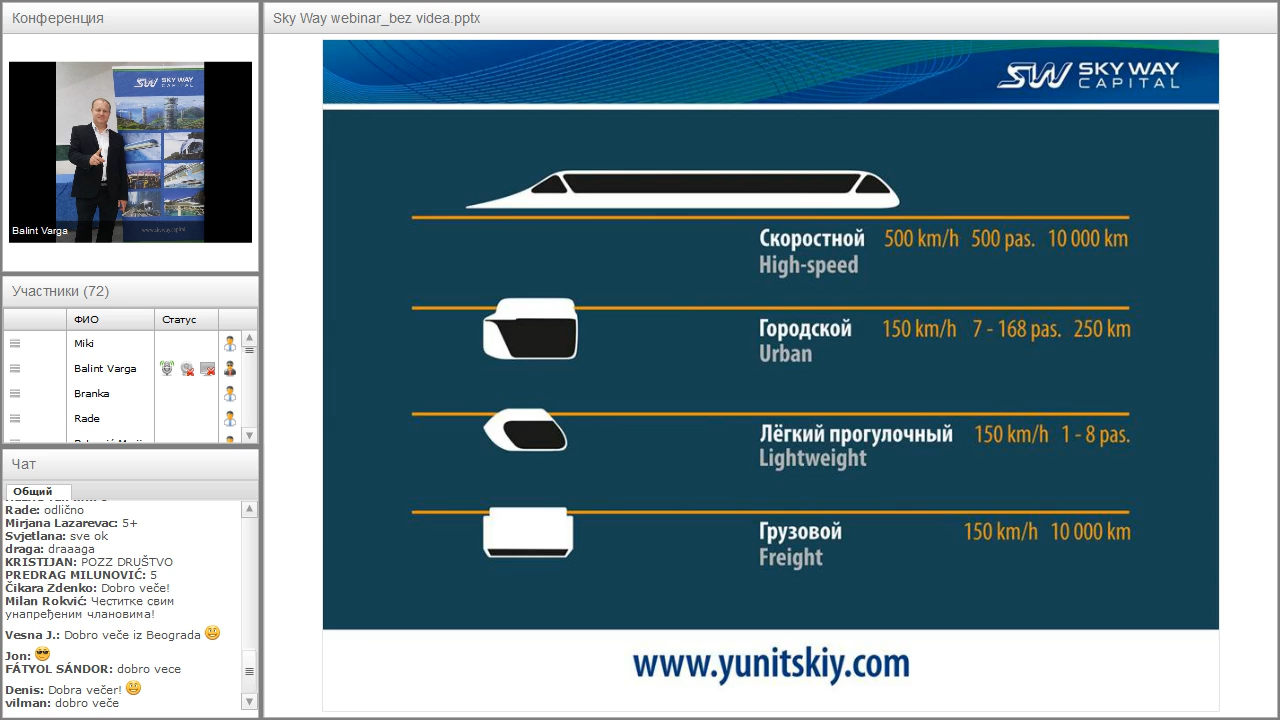 Конференция
SKY WAY
CAPITAL
Balint Varga
Участники (72)
ФИО Статус
Miki
Balint Varga
Branka
Rade
Чат
Общий
Rade: odlično
Mirjana Lazarevac: 5+
Svjetlana: sve ok
draga: draaaga
KRISTIJAN: POZZ DRUŠTVO
PREDRAG MILUNOVIĆ: 5
Čikara Zdenko: Dobro veče!
Milan Rokvić: Честитке свим
унапређеним члановима!
Vesna J.: Dobro veče iz Beograda
Jon:
FÁTYOL SÁNDOR: dobro vece
Denis: Dobra večer!
vilman: dobro veče
Sky Way webinar_bez videa.pptx
SW SKY WAY
CAPITAL
Скоростной 500 km/h 500 pas. 10 000 km
High-speed
Городской 150 km/h 7 - 168 pas. 250 km
Urban
Лёгкий прогулочный 150 km/h 1 - 8 pas.
Lightweight
Грузовой 150 km/h 10 000 km
Freight
www.yunitskiy.com